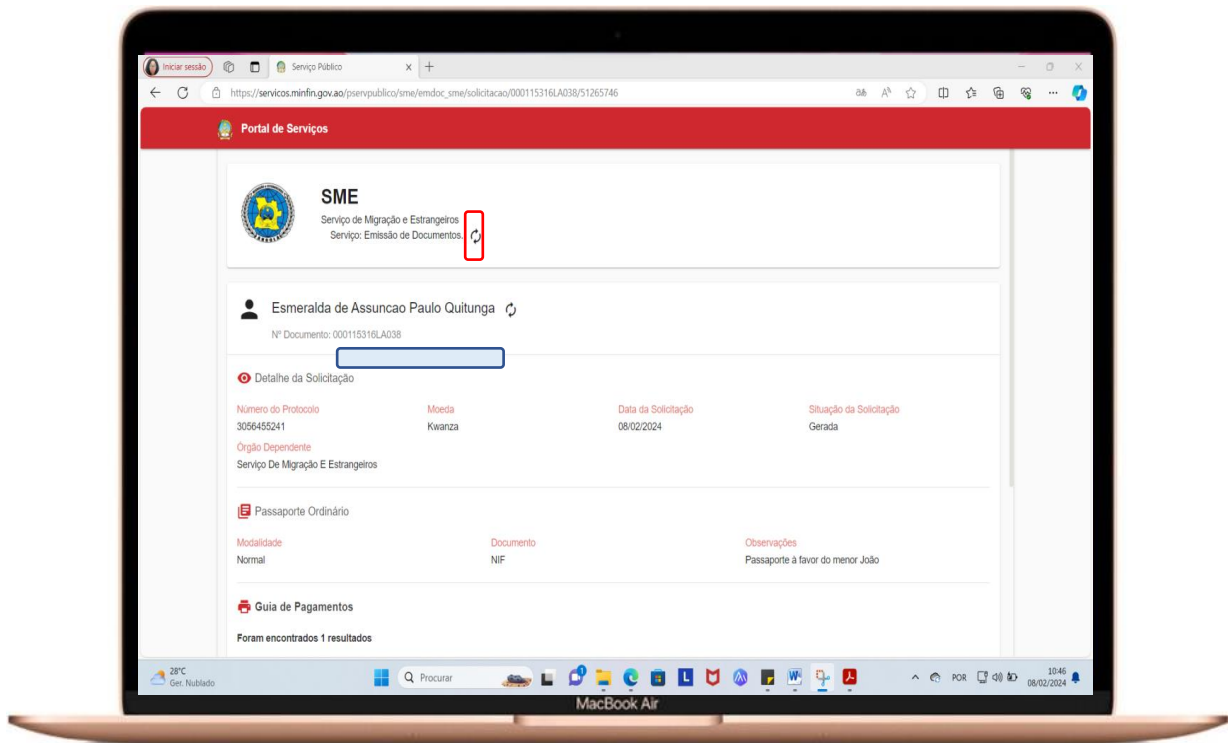 Iniciar sessão
Serviço Público
https://servicos.minfin.gov.ao/pservpublico/sme/emdoc_sme/solicitacao/000115316LA038/51265746
Portal de Serviços
SME
Serviço de Migração e Estrangeiros
Serviço: Emissão de Documentos.
Esmeralda de Assuncao Paulo Quitunga
Nº Documento: 000115316LA038
Detalhe da Solicitação
Número do Protocolo Moeda Data da Solicitação Situação da Solicitação
3056455241 Kwanza 08/02/2024 Gerada
Órgão Dependente
Serviço De Migração E Estrangeiros
Passaporte Ordinário
Modalidade Documento Observações
Normal NIF Passaporte à favor do menor João
Guia de Pagamentos
Foram encontrados 1 resultados
28°C
Ger. Nublado
Procurar
POR
10:46
08/02/2024
MacBook Air